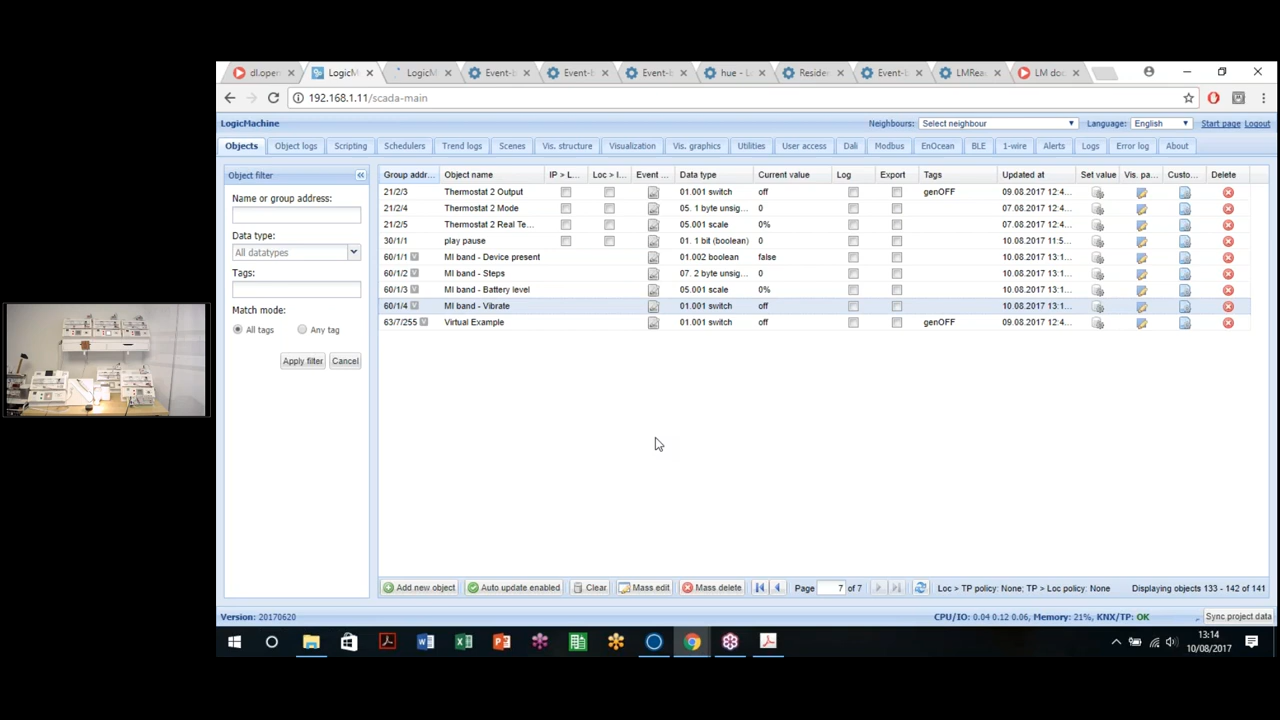 dl.open
LogicM
LogicM
Event-b
Event-b
Event-b
hue - L
Reside
Event-L
LMRea
LM doc
192.168.1.11/scada-main
LogicMachine
Neighbours: Select neighbour Language: English Start page Logout
Objects Object logs Scripting Schedulers Trend logs Scenes Vis. structure Visualization Vis. graphics Utilities User access Dali Modbus EnOcean BLE 1-wire Alerts Logs Error log About
Object filter
Name or group address:
Data type:
All datatypes
Tags:
Match mode:
All tags Any tag
Apply filter Cancel
Group addr... Object name IP > L... Loc > I... Event ... Data type Current value Log Export Tags Updated at Set value Vis. pa... Custo... Delete
21/2/3 Thermostat 2 Output 01.001 switch off genOFF 09.08.2017 12:4...
21/2/4 Thermostat 2 Mode 05. 1 byte unsig... 0 07.08.2017 12:4...
21/2/5 Thermostat 2 Real Te... 05.001 scale 0% 07.08.2017 12:4...
30/1/1 play pause 01. 1 bit (boolean) 0 10.08.2017 11:5...
60/1/1 V MI band - Device present 01.002 boolean false 10.08.2017 13:1...
60/1/2 V MI band - Steps 07. 2 byte unsig... 0 10.08.2017 13:1...
60/1/3 V MI band - Battery level 05.001 scale 0% 10.08.2017 13:1...
60/1/4 V MI band - Vibrate 01.001 switch off 10.08.2017 13:1...
63/7/255 V Virtual Example 01.001 switch off genOFF 09.08.2017 12:4...
Add new object Auto update enabled Clear Mass edit Mass delete Page 7 of 7 Loc > TP policy: None; TP > Loc policy: None Displaying objects 133 - 142 of 141
Version: 20170620 CPU/IO: 0.04 0.12 0.06, Memory: 21%, KNX/TP: OK Sync project data
13:14
10/08/2017